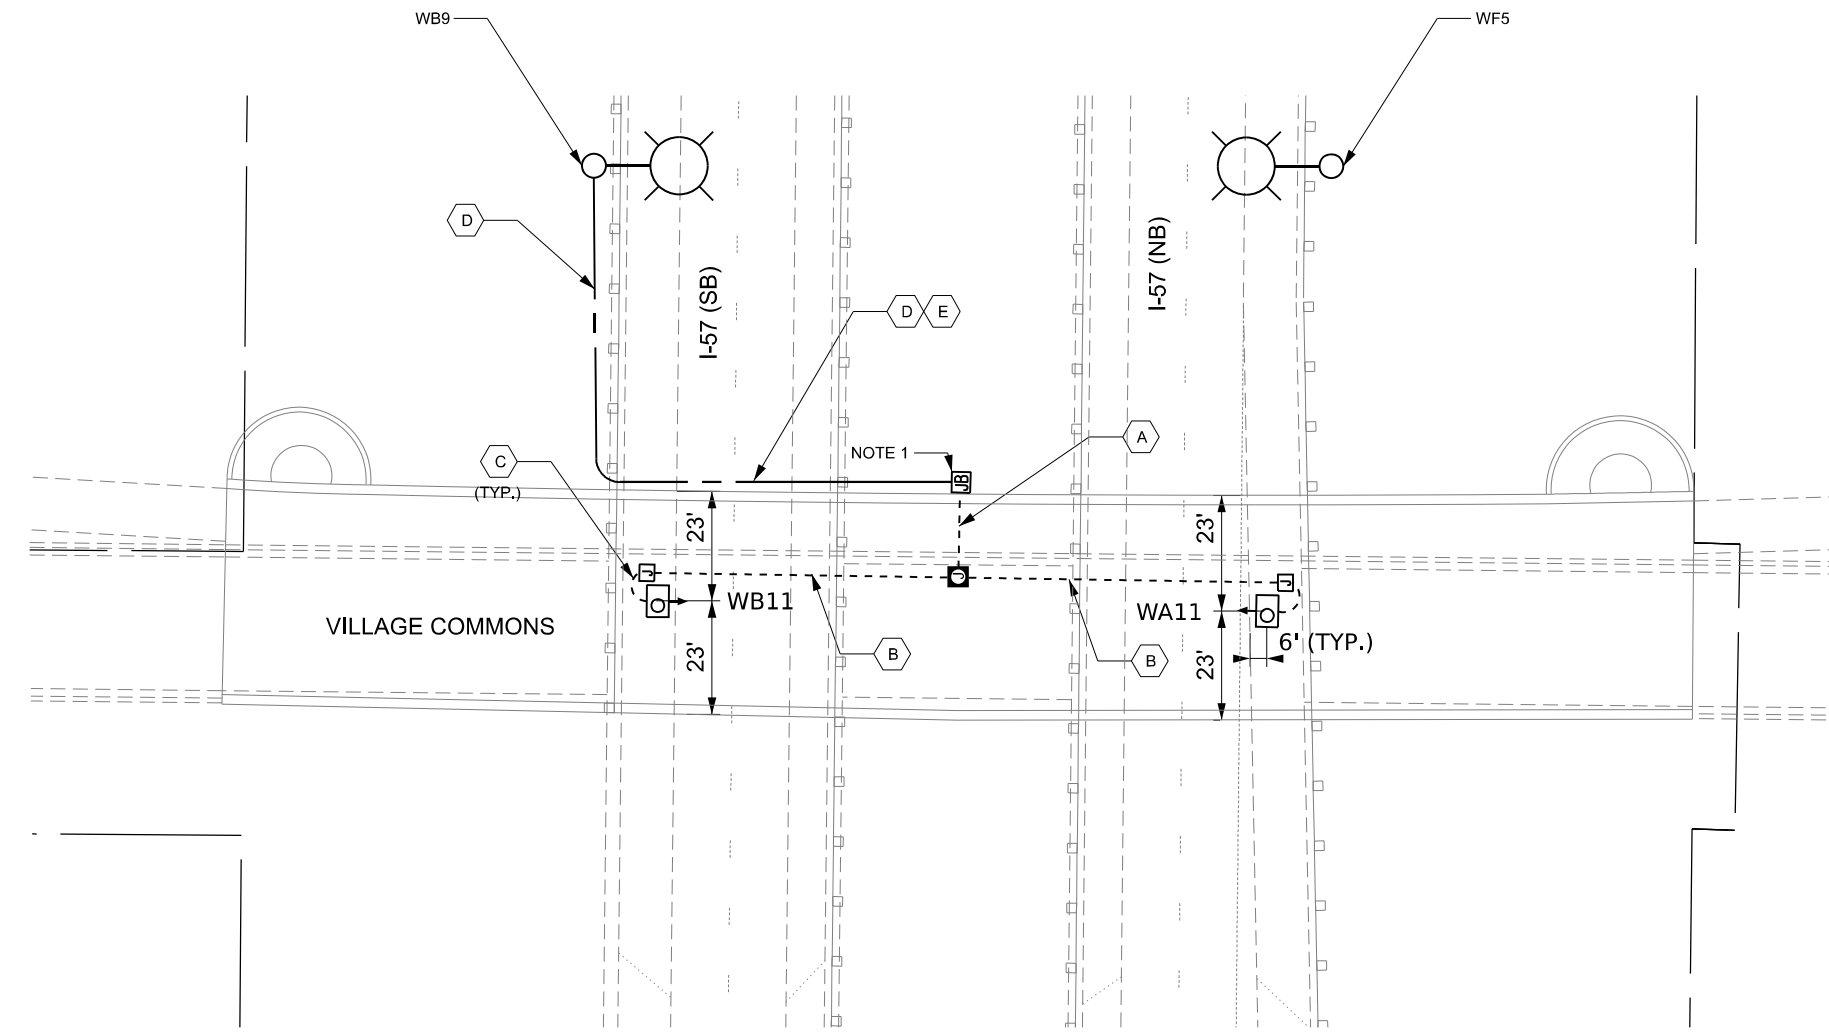 WB9
WF5
D
I-57 (SB)
I-57 (NB)
D E
A
NOTE 1
JB
C
(TYP.)
23'
23'
J
J
J
WB11
WA11
VILLAGE COMMONS
23'
23'
6' (TYP.)
B
B